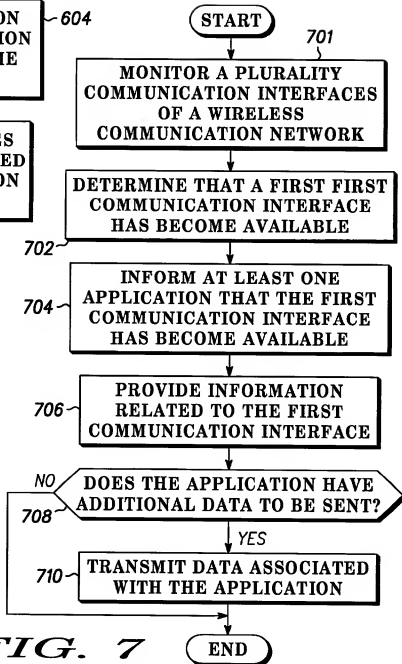 ON
ION
ME
604
ES
ED
ON
START
701
MONITOR A PLURALITY
COMMUNICATION INTERFACES
OF A WIRELESS
COMMUNICATION NETWORK
DETERMINE THAT A FIRST FIRST
COMMUNICATION INTERFACE
HAS BECOME AVAILABLE
702
INFORM AT LEAST ONE
APPLICATION THAT THE FIRST
COMMUNICATION INTERFACE
HAS BECOME AVAILABLE
704
PROVIDE INFORMATION
RELATED TO THE FIRST
COMMUNICATION INTERFACE
706
NO
DOES THE APPLICATION HAVE
ADDITIONAL DATA TO BE SENT?
708
YES
TRANSMIT DATA ASSOCIATED
WITH THE APPLICATION
710
END
FIG. 7